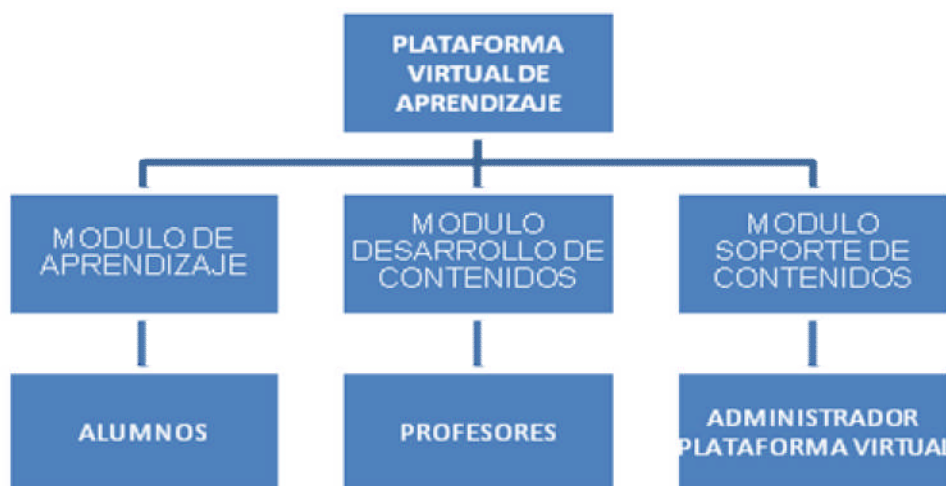 PLATAFORMA
VIRTUAL DE
APRENDIZAJE
MODULO DE
APRENDIZAJE
MODULO
DESARROLLO DE
CONTENIDOS
MODULO
SOPORTE DE
CONTENIDOS
ALUMNOS
PROFESORES
ADMINISTRADOR
PLATAFORMA VIRTUAL